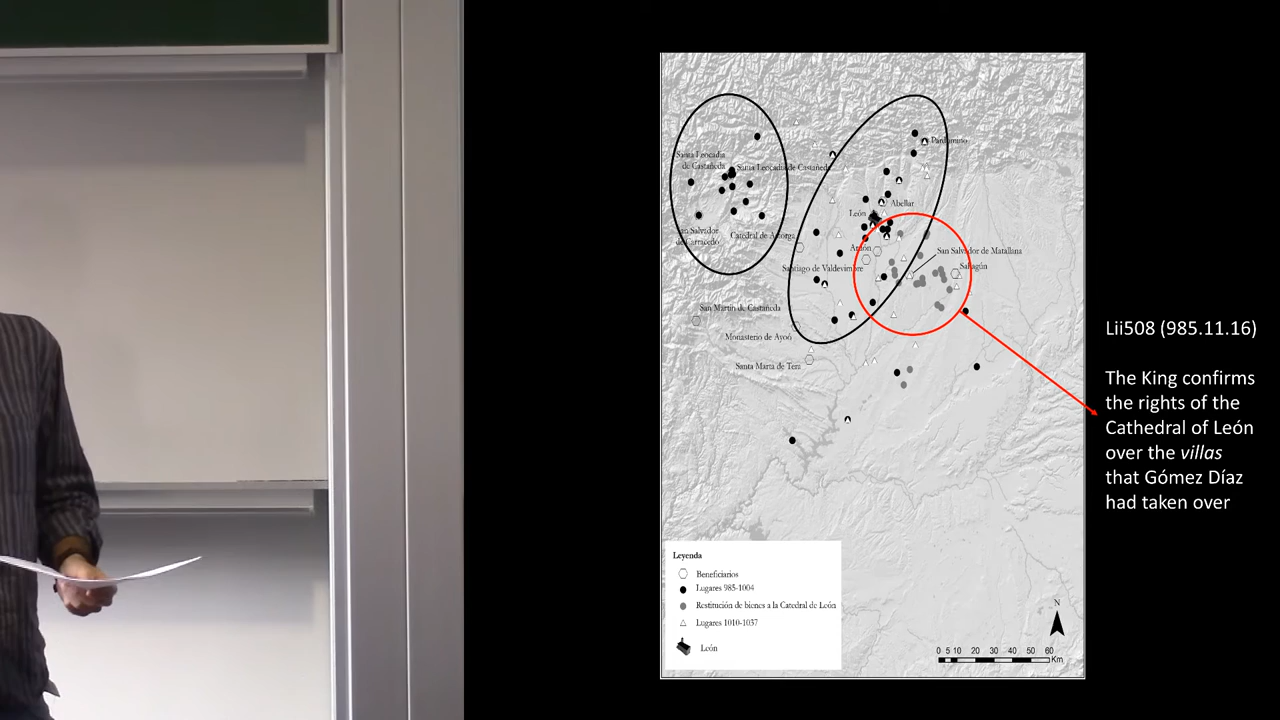 Pardomino
Santa Leocadia
de Castañeda
Santa Leocadia de Castañeda
Abellar
León
San Salvador
de Carracedo
Catedral de Astorga
Ardón
San Salvador de Matallana
Santiago de Valdevimbre
Sahagún
San Martín de Castañeda
Monasterio de Ayoó
Santa Marta de Tera
Lii508 (985.11.16)
The King confirms
the rights of the
Cathedral of León
over the villas
that Gómez Díaz
had taken over
Leyenda
Beneficiarios
Lugares 985-1004
Restitución de bienes a la Catedral de León
Lugares 1010-1037
León
N
0 5 10 20 30 40 50 60
Km